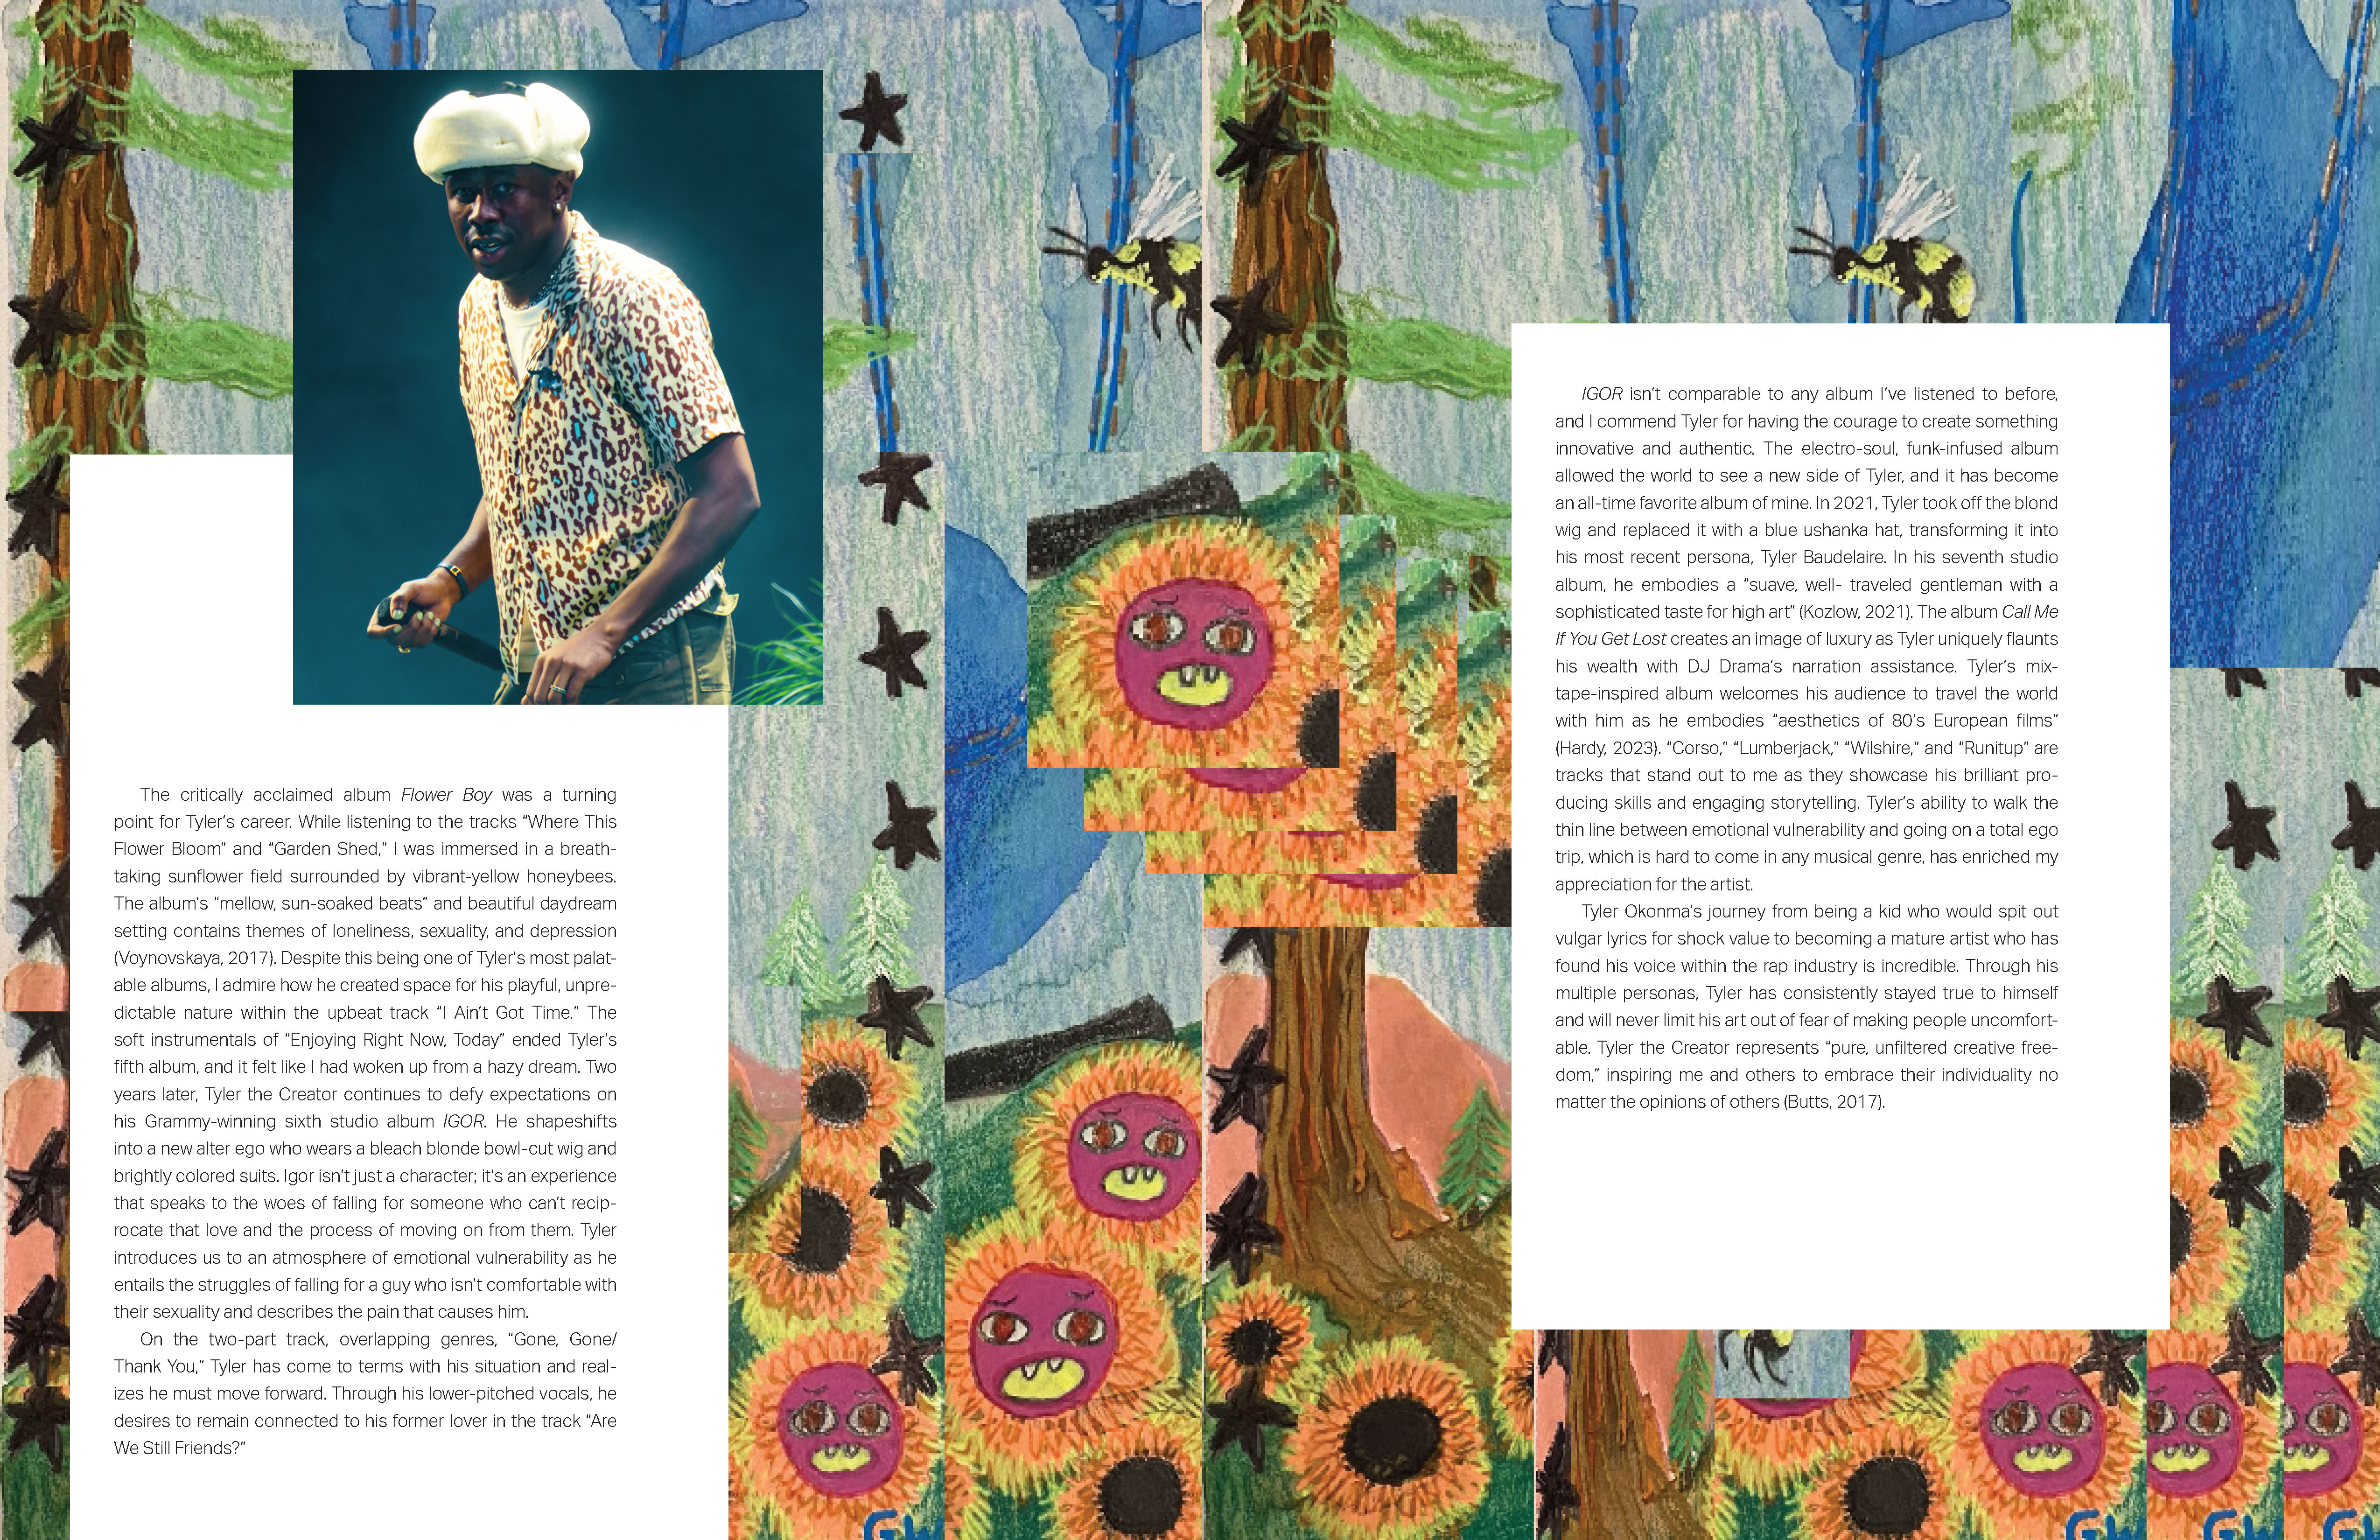 The critically acclaimed album Flower Boy was a turning
point for Tyler’s career. While listening to the tracks “Where This
Flower Bloom” and “Garden Shed,” I was immersed in a breath-
taking sunflower field surrounded by vibrant-yellow honeybees.
The album’s “mellow, sun-soaked beats” and beautiful daydream
setting contains themes of loneliness, sexuality, and depression
(Voynovskaya, 2017). Despite this being one of Tyler’s most palat-
able albums, I admire how he created space for his playful, unpre-
dictable nature within the upbeat track “I Ain’t Got Time.” The
soft instrumentals of “Enjoying Right Now, Today” ended Tyler’s
fifth album, and it felt like I had woken up from a hazy dream. Two
years later, Tyler the Creator continues to defy expectations on
his Grammy-winning sixth studio album IGOR. He shapeshifts
into a new alter ego who wears a bleach blonde bowl-cut wig and
brightly colored suits. Igor isn’t just a character; it’s an experience
that speaks to the woes of falling for someone who can’t recip-
rocate that love and the process of moving on from them. Tyler
introduces us to an atmosphere of emotional vulnerability as he
entails the struggles of falling for a guy who isn’t comfortable with
their sexuality and describes the pain that causes him.
On the two-part track, overlapping genres, “Gone, Gone/
Thank You,” Tyler has come to terms with his situation and real-
izes he must move forward. Through his lower-pitched vocals, he
desires to remain connected to his former lover in the track “Are
We Still Friends?”
IGOR isn’t comparable to any album I’ve listened to before,
and I commend Tyler for having the courage to create something
innovative and authentic. The electro-soul, funk-infused album
allowed the world to see a new side of Tyler, and it has become
an all-time favorite album of mine. In 2021, Tyler took off the blond
wig and replaced it with a blue ushanka hat, transforming it into
his most recent persona, Tyler Baudelaire. In his seventh studio
album, he embodies a “suave, well- traveled gentleman with a
sophisticated taste for high art” (Kozlow, 2021). The album Call Me
If You Get Lost creates an image of luxury as Tyler uniquely flaunts
his wealth with DJ Drama’s narration assistance. Tyler’s mix-
tape-inspired album welcomes his audience to travel the world
with him as he embodies “aesthetics of 80’s European films”
(Hardy, 2023). “Corso,” “Lumberjack,” “Wilshire,” and “Runitup” are
tracks that stand out to me as they showcase his brilliant pro-
ducing skills and engaging storytelling. Tyler’s ability to walk the
thin line between emotional vulnerability and going on a total ego
trip, which is hard to come in any musical genre, has enriched my
appreciation for the artist.
Tyler Okonma’s journey from being a kid who would spit out
vulgar lyrics for shock value to becoming a mature artist who has
found his voice within the rap industry is incredible. Through his
multiple personas, Tyler has consistently stayed true to himself
and will never limit his art out of fear of making people uncomfort-
able. Tyler the Creator represents “pure, unfiltered creative free-
dom,” inspiring me and others to embrace their individuality no
matter the opinions of others (Butts, 2017).